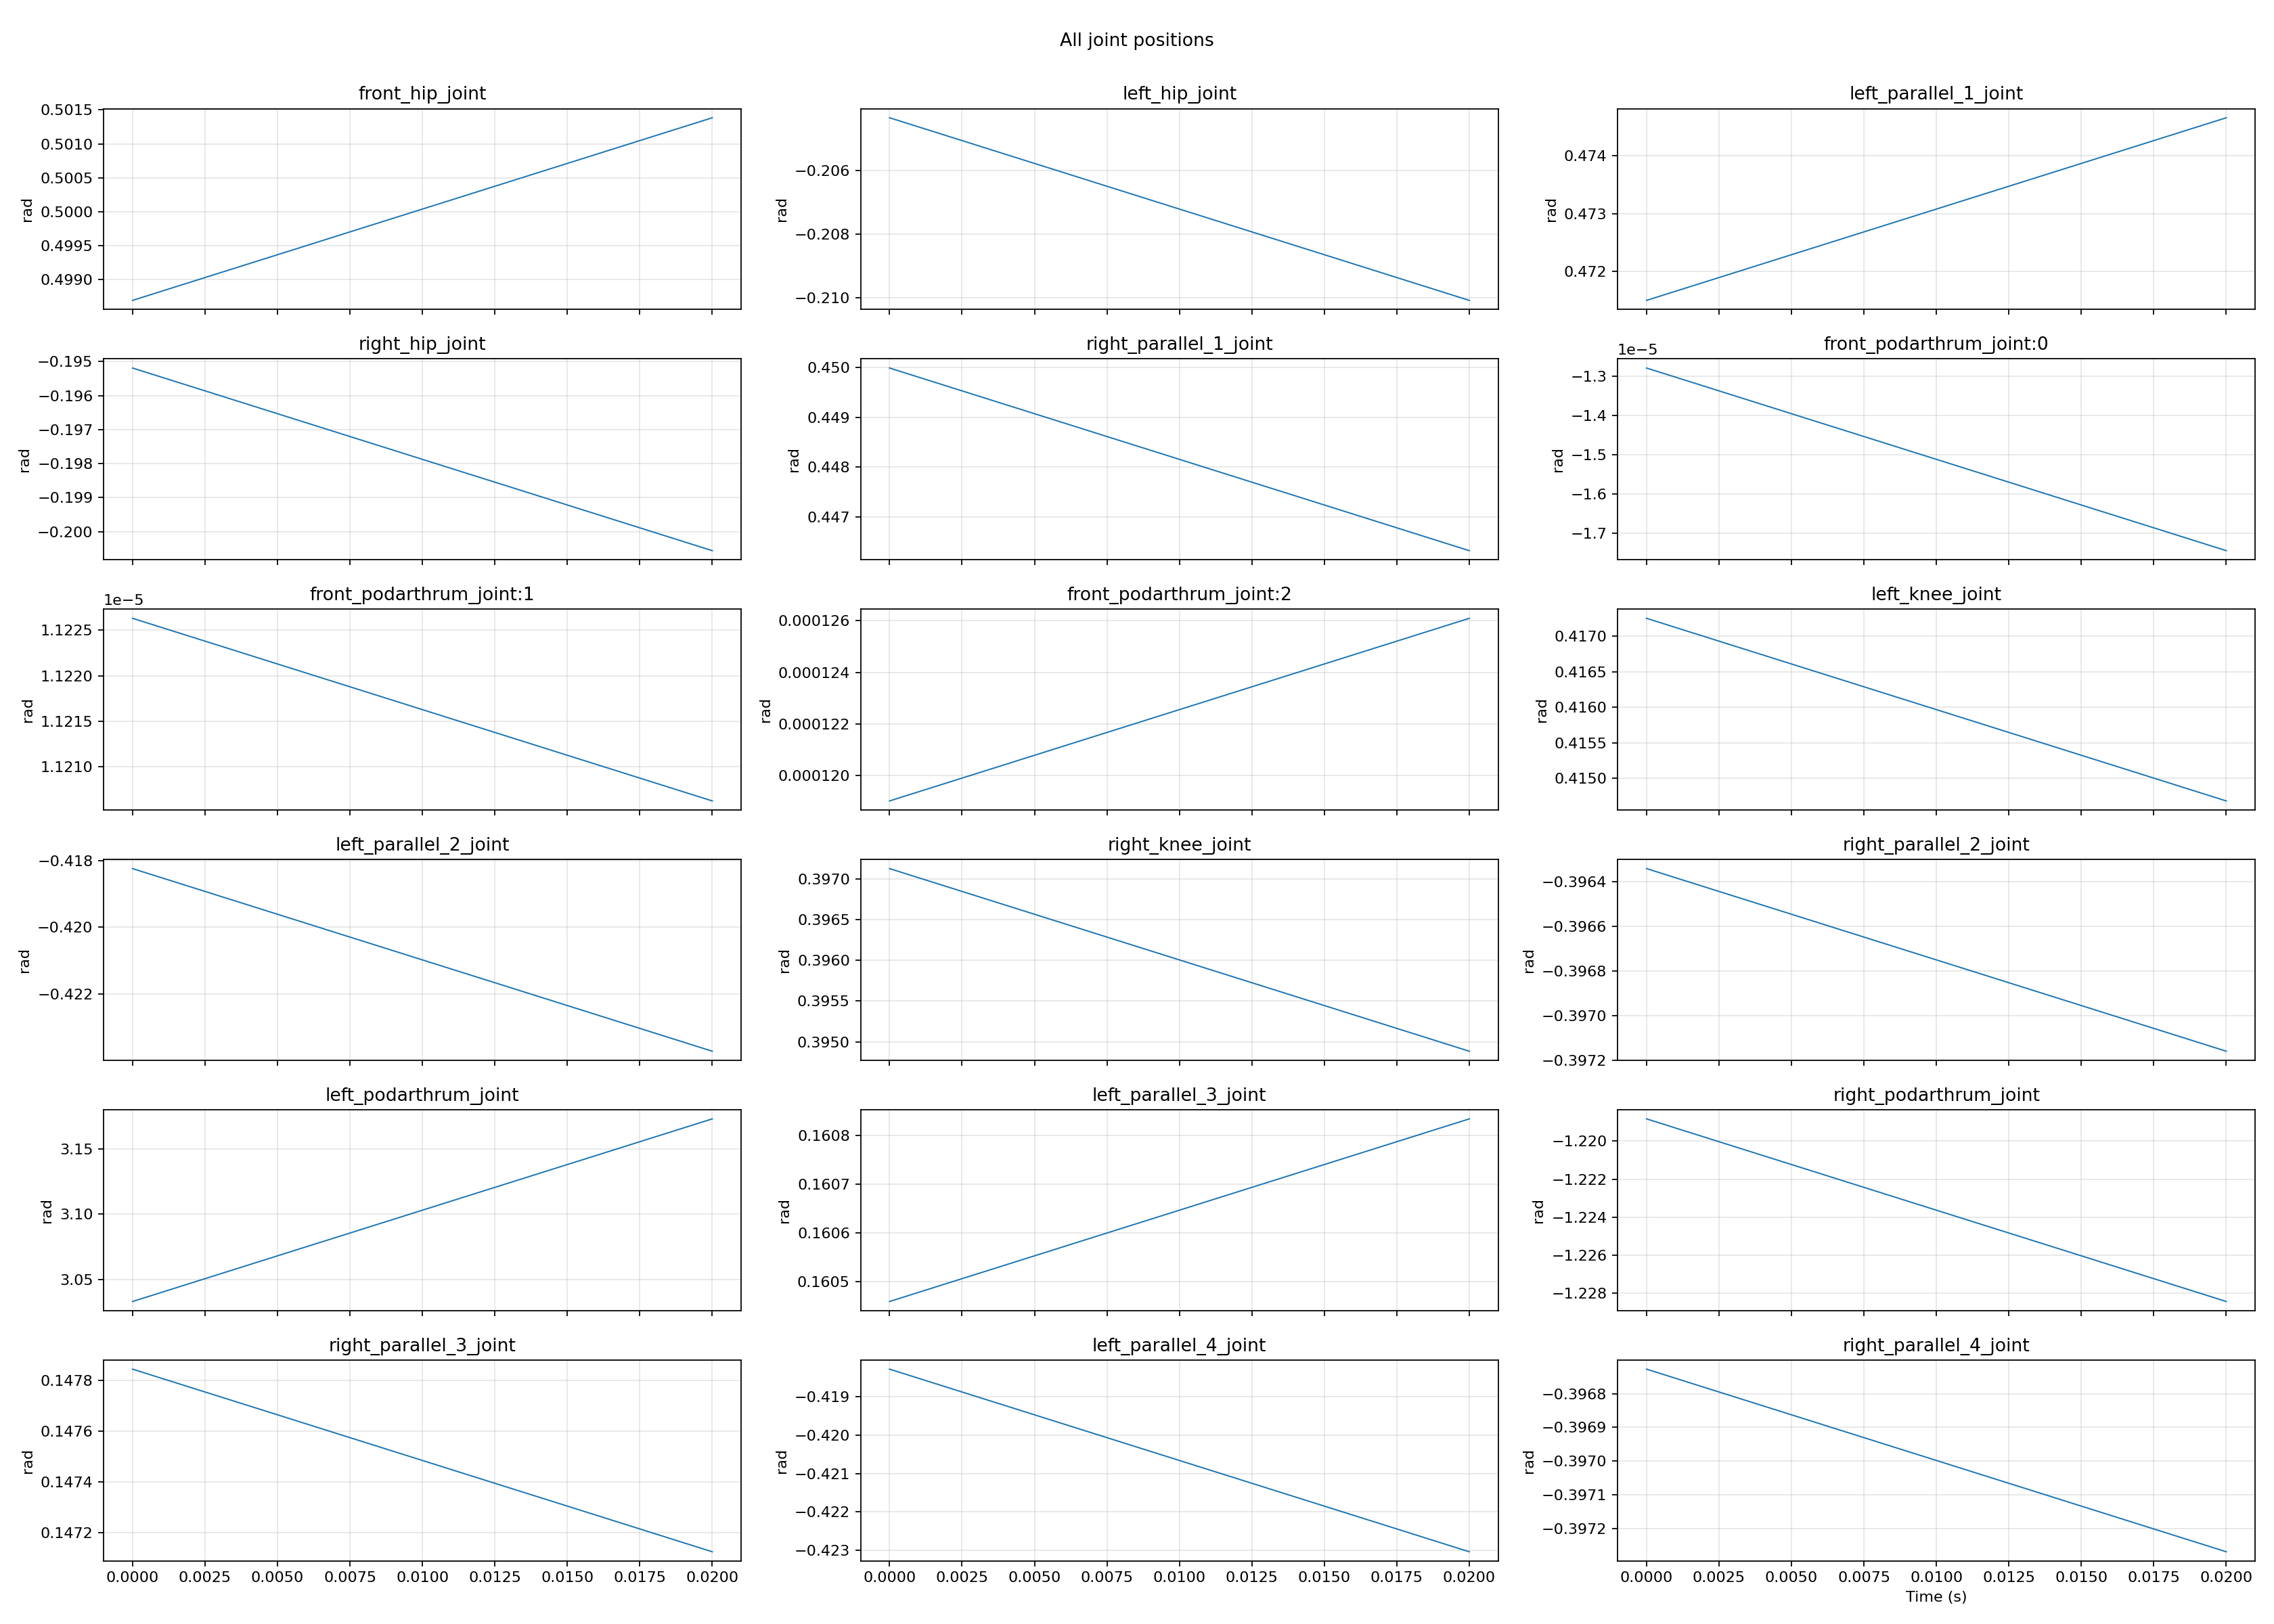 All joint positions
front_hip_joint
left_hip_joint
left_parallel_1_joint
0.5015
0.5010
0.5005
0.5000
0.4995
0.4990
rad
−0.206
−0.208
−0.210
rad
0.474
0.473
0.472
rad
right_hip_joint
right_parallel_1_joint
front_podarthrum_joint:0
−0.195
−0.196
−0.197
−0.198
−0.199
−0.200
rad
0.450
0.449
0.448
0.447
rad
1e−5
−1.3
−1.4
−1.5
−1.6
−1.7
rad
front_podarthrum_joint:1
front_podarthrum_joint:2
left_knee_joint
1e−5
1.1225
1.1220
1.1215
1.1210
rad
0.000126
0.000124
0.000122
0.000120
rad
0.4170
0.4165
0.4160
0.4155
0.4150
rad
left_parallel_2_joint
right_knee_joint
right_parallel_2_joint
−0.418
−0.420
−0.422
rad
0.3970
0.3965
0.3960
0.3955
0.3950
rad
−0.3964
−0.3966
−0.3968
−0.3970
−0.3972
rad
left_podarthrum_joint
left_parallel_3_joint
right_podarthrum_joint
3.15
3.10
3.05
rad
0.1608
0.1607
0.1606
0.1605
rad
−1.220
−1.222
−1.224
−1.226
−1.228
rad
right_parallel_3_joint
left_parallel_4_joint
right_parallel_4_joint
0.1478
0.1476
0.1474
0.1472
rad
−0.419
−0.420
−0.421
−0.422
−0.423
rad
−0.3968
−0.3969
−0.3970
−0.3971
−0.3972
rad
0.0000 0.0025 0.0050 0.0075 0.0100 0.0125 0.0150 0.0175 0.0200
0.0000 0.0025 0.0050 0.0075 0.0100 0.0125 0.0150 0.0175 0.0200
0.0000 0.0025 0.0050 0.0075 0.0100 0.0125 0.0150 0.0175 0.0200
Time (s)